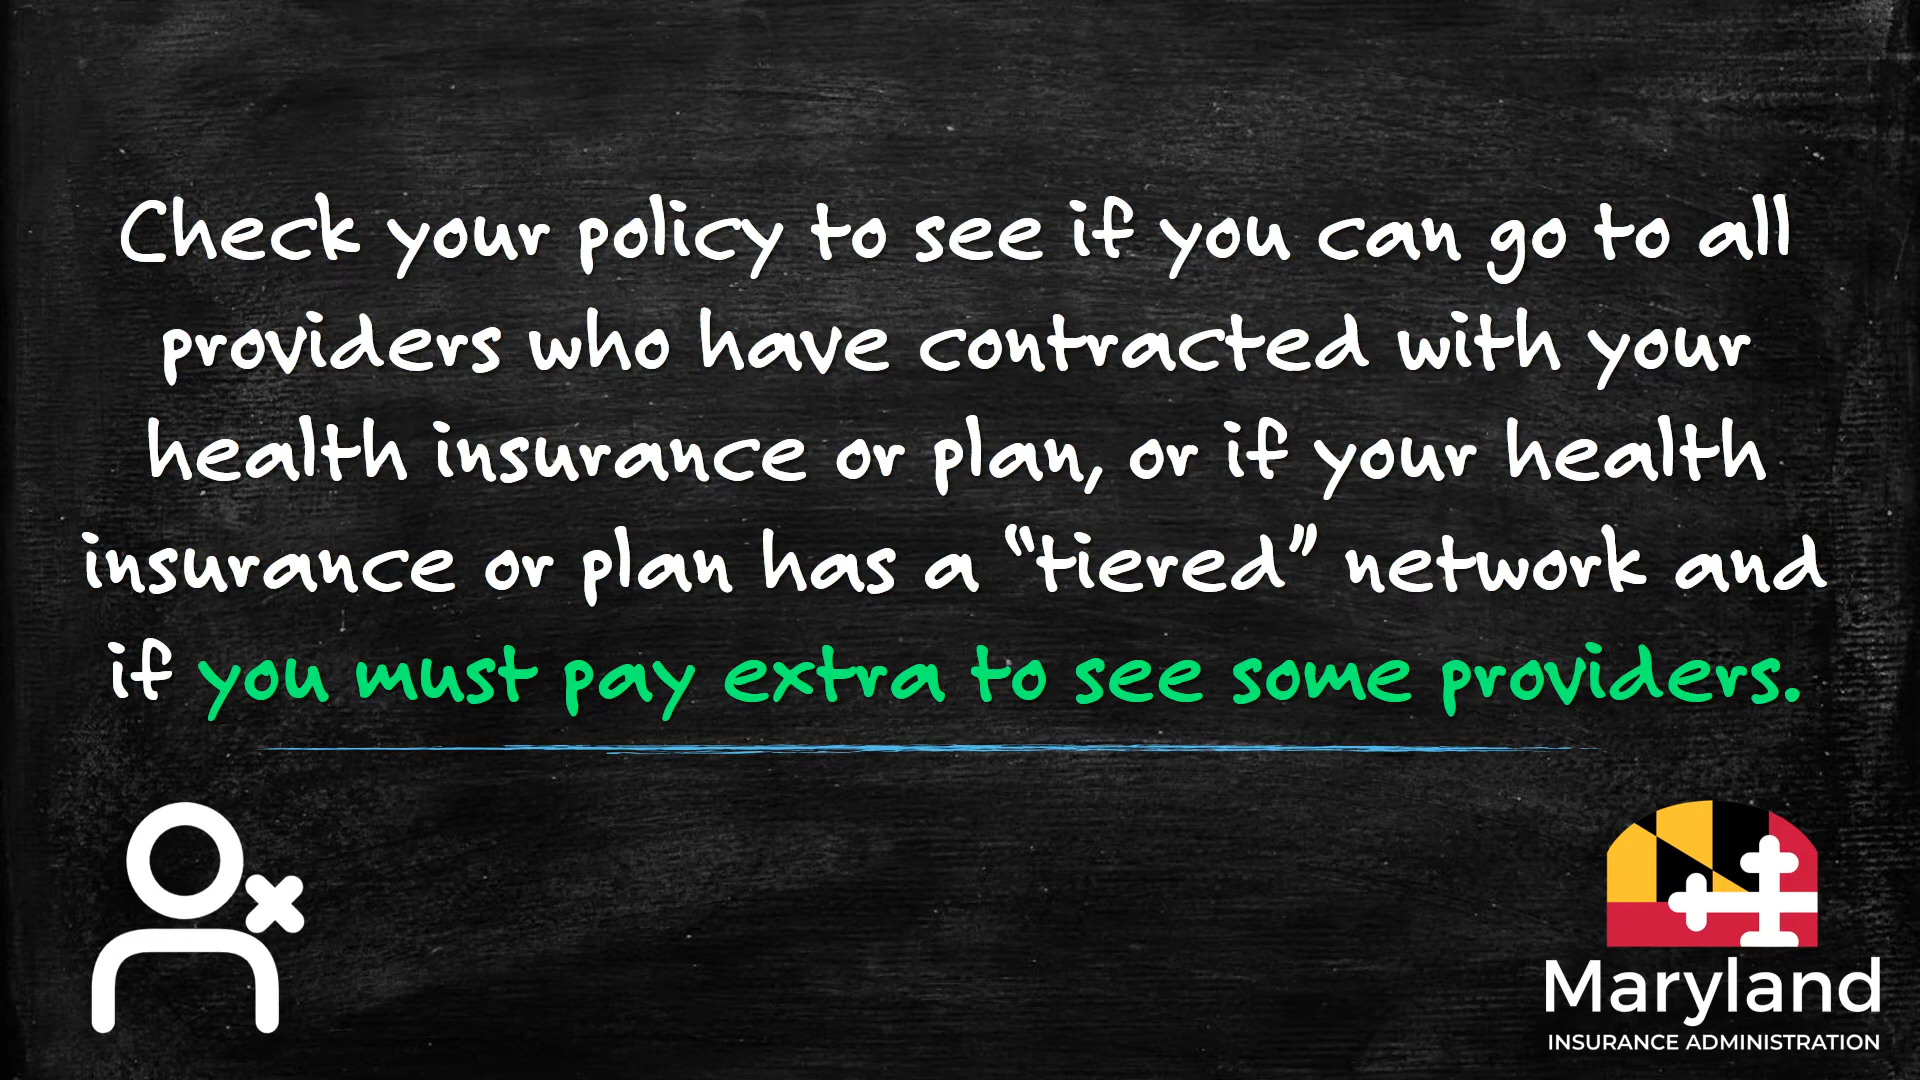 Check your policy to see if you can go to all
providers who have contracted with your
health insurance or plan, or if your health
insurance or plan has a “tiered” network and
if you must pay extra to see some providers.
Maryland
INSURANCE ADMINISTRATION